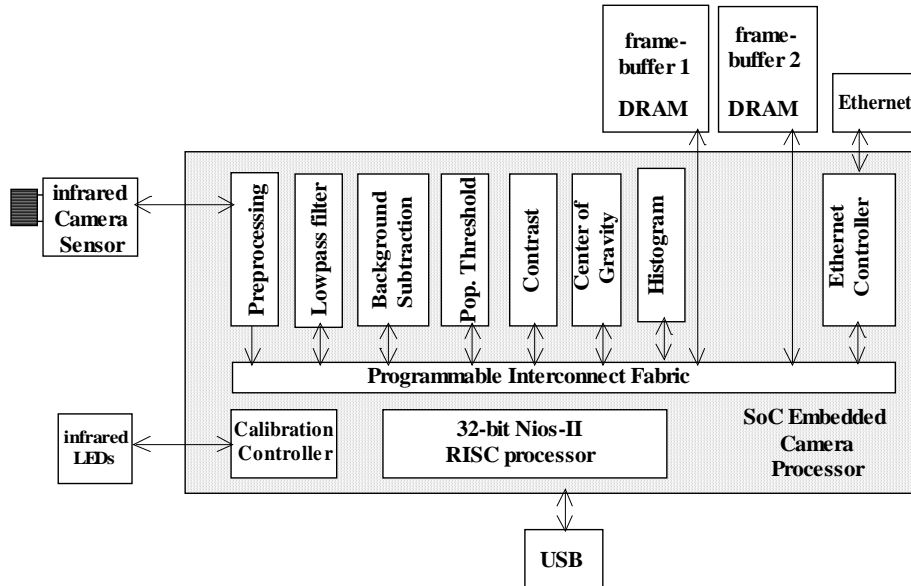 frame-
buffer 1
DRAM
frame-
buffer 2
DRAM
Ethernet
infrared
Camera
Sensor
Preprocessing
Lowpass filter
Background
Subtraction
Pop. Threshold
Contrast
Center of
Gravity
Histogram
Ethernet
Controller
Programmable Interconnect Fabric
infrared
LEDs
Calibration
Controller
32-bit Nios-II
RISC processor
SoC Embedded
Camera
Processor
USB